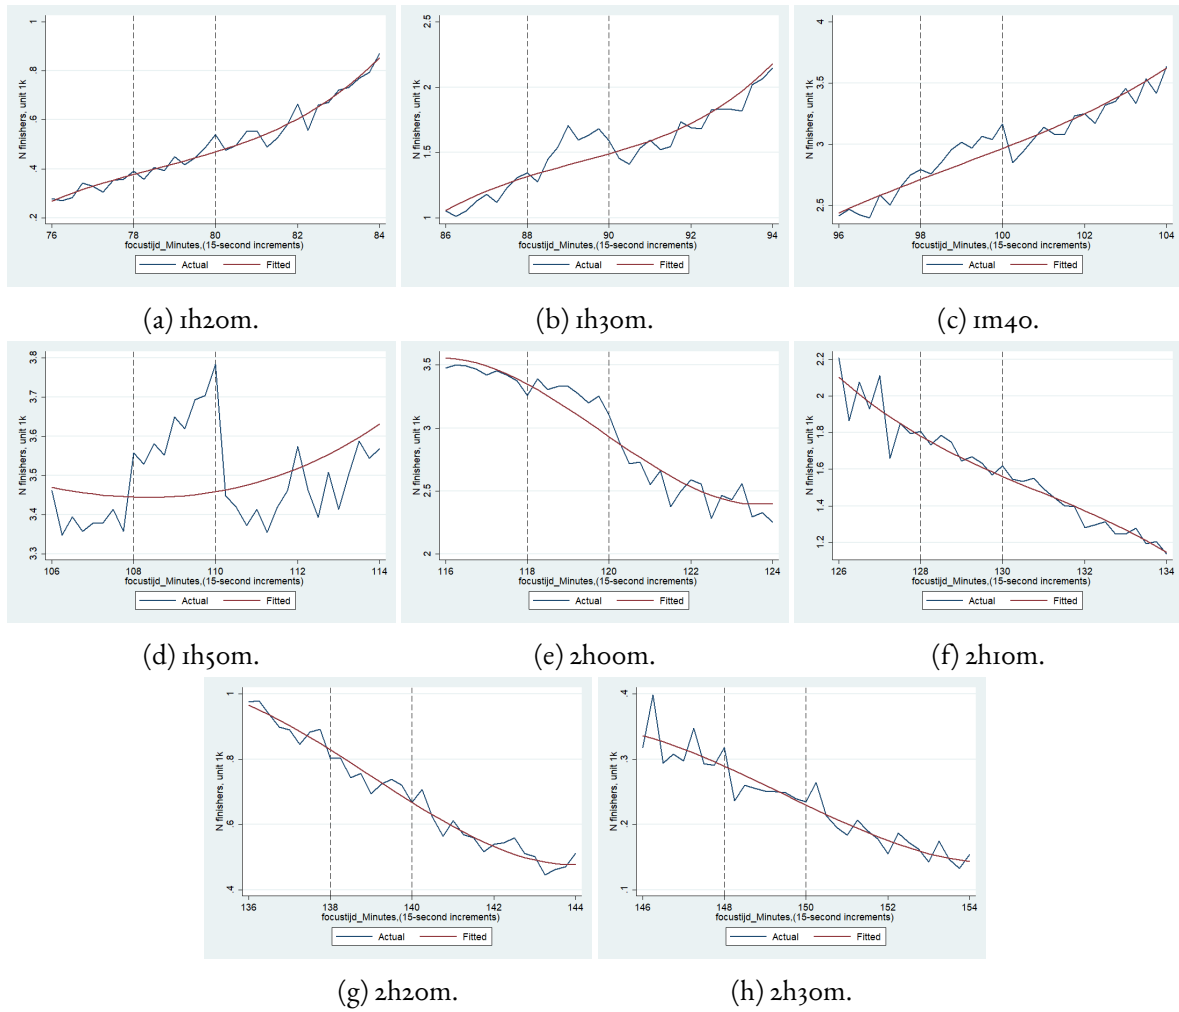 N finishers, unit 1k
1
.8
.6
.4
.2
76 78 80 82 84
focustijd_Minutes,(15-second increments)
Actual Fitted
(a) 1h20m.
N finishers, unit 1k
2.5
2
1.5
1
86 88 90 92 94
focustijd_Minutes,(15-second increments)
Actual Fitted
(b) 1h30m.
N finishers, unit 1k
4
3.5
3
2.5
96 98 100 102 104
focustijd_Minutes,(15-second increments)
Actual Fitted
(c) 1m40.
N finishers, unit 1k
3.8
3.7
3.6
3.5
3.4
3.3
106 108 110 112 114
focustijd_Minutes,(15-second increments)
Actual Fitted
(d) 1h50m.
N finishers, unit 1k
3.5
3
2.5
2
116 118 120 122 124
focustijd_Minutes,(15-second increments)
Actual Fitted
(e) 2h00m.
N finishers, unit 1k
2.2
2
1.8
1.6
1.4
1.2
126 128 130 132 134
focustijd_Minutes,(15-second increments)
Actual Fitted
(f) 2h10m.
N finishers, unit 1k
1
.8
.6
.4
136 138 140 142 144
focustijd_Minutes,(15-second increments)
Actual Fitted
(g) 2h20m.
N finishers, unit 1k
.4
.3
.2
.1
146 148 150 152 154
focustijd_Minutes,(15-second increments)
Actual Fitted
(h) 2h30m.